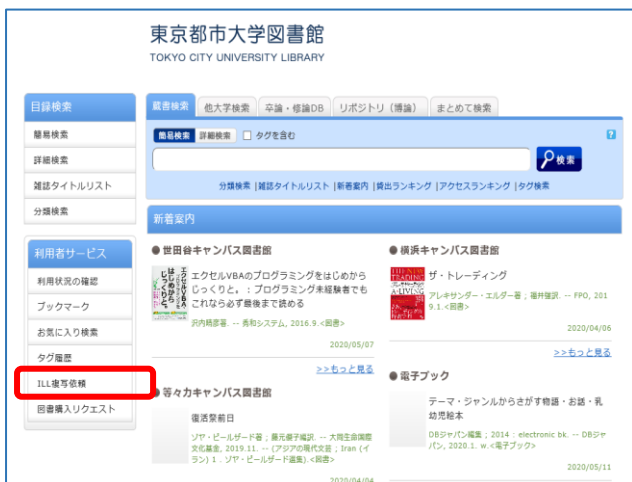 東京都市大学図書館
TOKYO CITY UNIVERSITY LIBRARY
目録検索
簡易検索
詳細検索
雑誌タイトルリスト
分類検索
利用者サービス
利用状況の確認
ブックマーク
お気に入り検索
タグ履歴
ILL複写依頼
図書購入リクエスト
蔵書検索 他大学検索 卒論・修論DB リポジトリ（博論） まとめて検索
簡易検索 詳細検索 タグを含む ?
検索
分類検索 |雑誌タイトルリスト |新着案内 |貸出ランキング |アクセスランキング |タグ検索
新着案内
●世田谷キャンパス図書館
エクセルVBAのプログラミングをはじめから
じっくりと。：プログラミング未経験者でも
これなら必ず最後まで読める
沢内晴彦著. -- 秀和システム, 2016.9.<図書>
2020/05/07
>>もっと見る
●等々力キャンパス図書館
復活祭前日
ゾヤ・ピールザード著 ; 藤元優子編訳. -- 大同生命国際
文化基金, 2019.11. -- (アジアの現代文芸 ; Iran (イ
ラン) 1 . ゾヤ・ピールザード選集).<図書>
2020/04/04
●横浜キャンパス図書館
ザ・トレーディング
アレキサンダー・エルダー著 ; 福井強訳. -- FPO, 201
9.1.<図書>
2020/04/06
>>もっと見る
●電子ブック
テーマ・ジャンルからさがす物語・お話・乳
幼児絵本
DBジャパン編集 ; 2014 : electronic bk. -- DBジャ
パン, 2020.1. w.<電子ブック>
2020/05/11